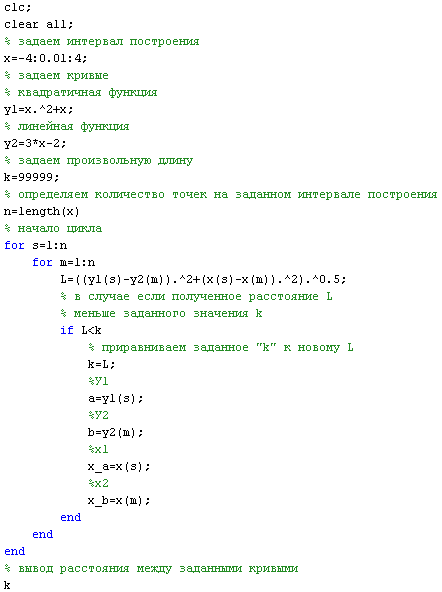 clc;
clear all;
% задаем интервал построения
x=-4:0.01:4;
% задаем кривые
% квадратичная функция
y1=x.^2+x;
% линейная функция
y2=3*x-2;
% задаем произвольную длину
k=99999;
% определяем количество точек на заданном интервале построения
n=length(x)
% начало цикла
for s=1:n
for m=1:n
L=((y1(s)-y2(m)).^2+(x(s)-x(m)).^2).^0.5;
% в случае если полученное расстояние L
% меньше заданного значения k
if L<k
% приравниваем заданное "k" к новому L
k=L;
%У1
a=y1(s);
%У2
b=y2(m);
%x1
x_a=x(s);
%x2
x_b=x(m);
end
end
end
% вывод расстояния между заданными кривыми
k